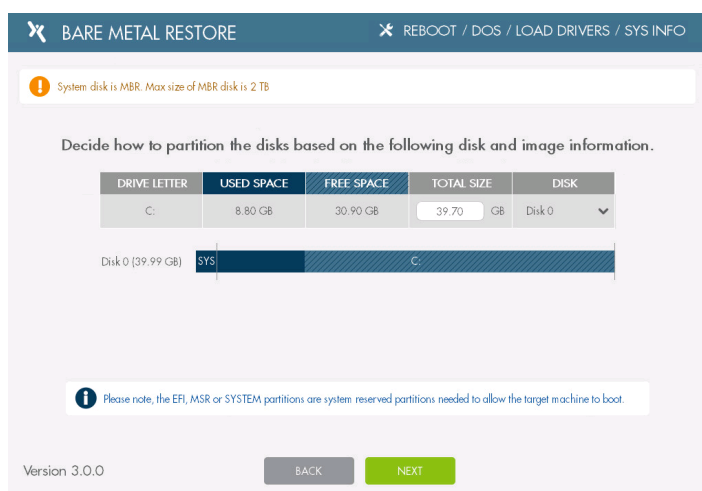 BARE METAL RESTORE
REBOOT / DOS / LOAD DRIVERS / SYS INFO
System disk is MBR. Max size of MBR disk is 2 TB
Decide how to partition the disks based on the following disk and image information.
DRIVE LETTER USED SPACE FREE SPACE TOTAL SIZE DISK
C: 8.80 GB 30.90 GB 39.70 GB Disk 0
Disk 0 (39.99 GB) SYS C:
Please note, the EFI, MSR or SYSTEM partitions are system reserved partitions needed to allow the target machine to boot.
Version 3.0.0 BACK NEXT